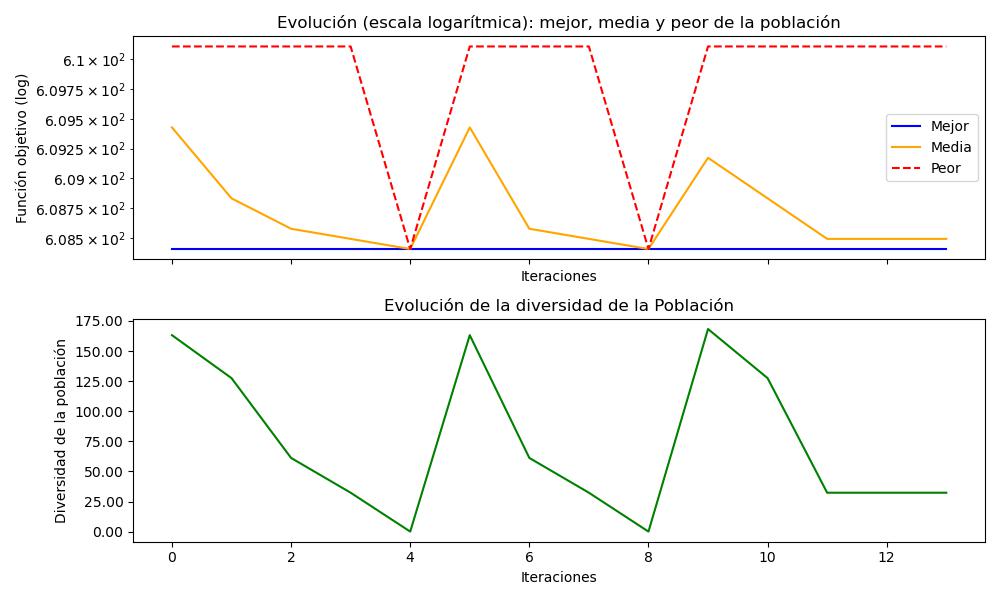 Evolución (escala logarítmica): mejor, media y peor de la población
Función objetivo (log)
6.1 × 10²
6.0975 × 10²
6.095 × 10²
6.0925 × 10²
6.09 × 10²
6.0875 × 10²
6.085 × 10²
Mejor
Media
Peor
Iteraciones
Evolución de la diversidad de la Población
Diversidad de la población
175.00
150.00
125.00
100.00
75.00
50.00
25.00
0.00
0 2 4 6 8 10 12
Iteraciones